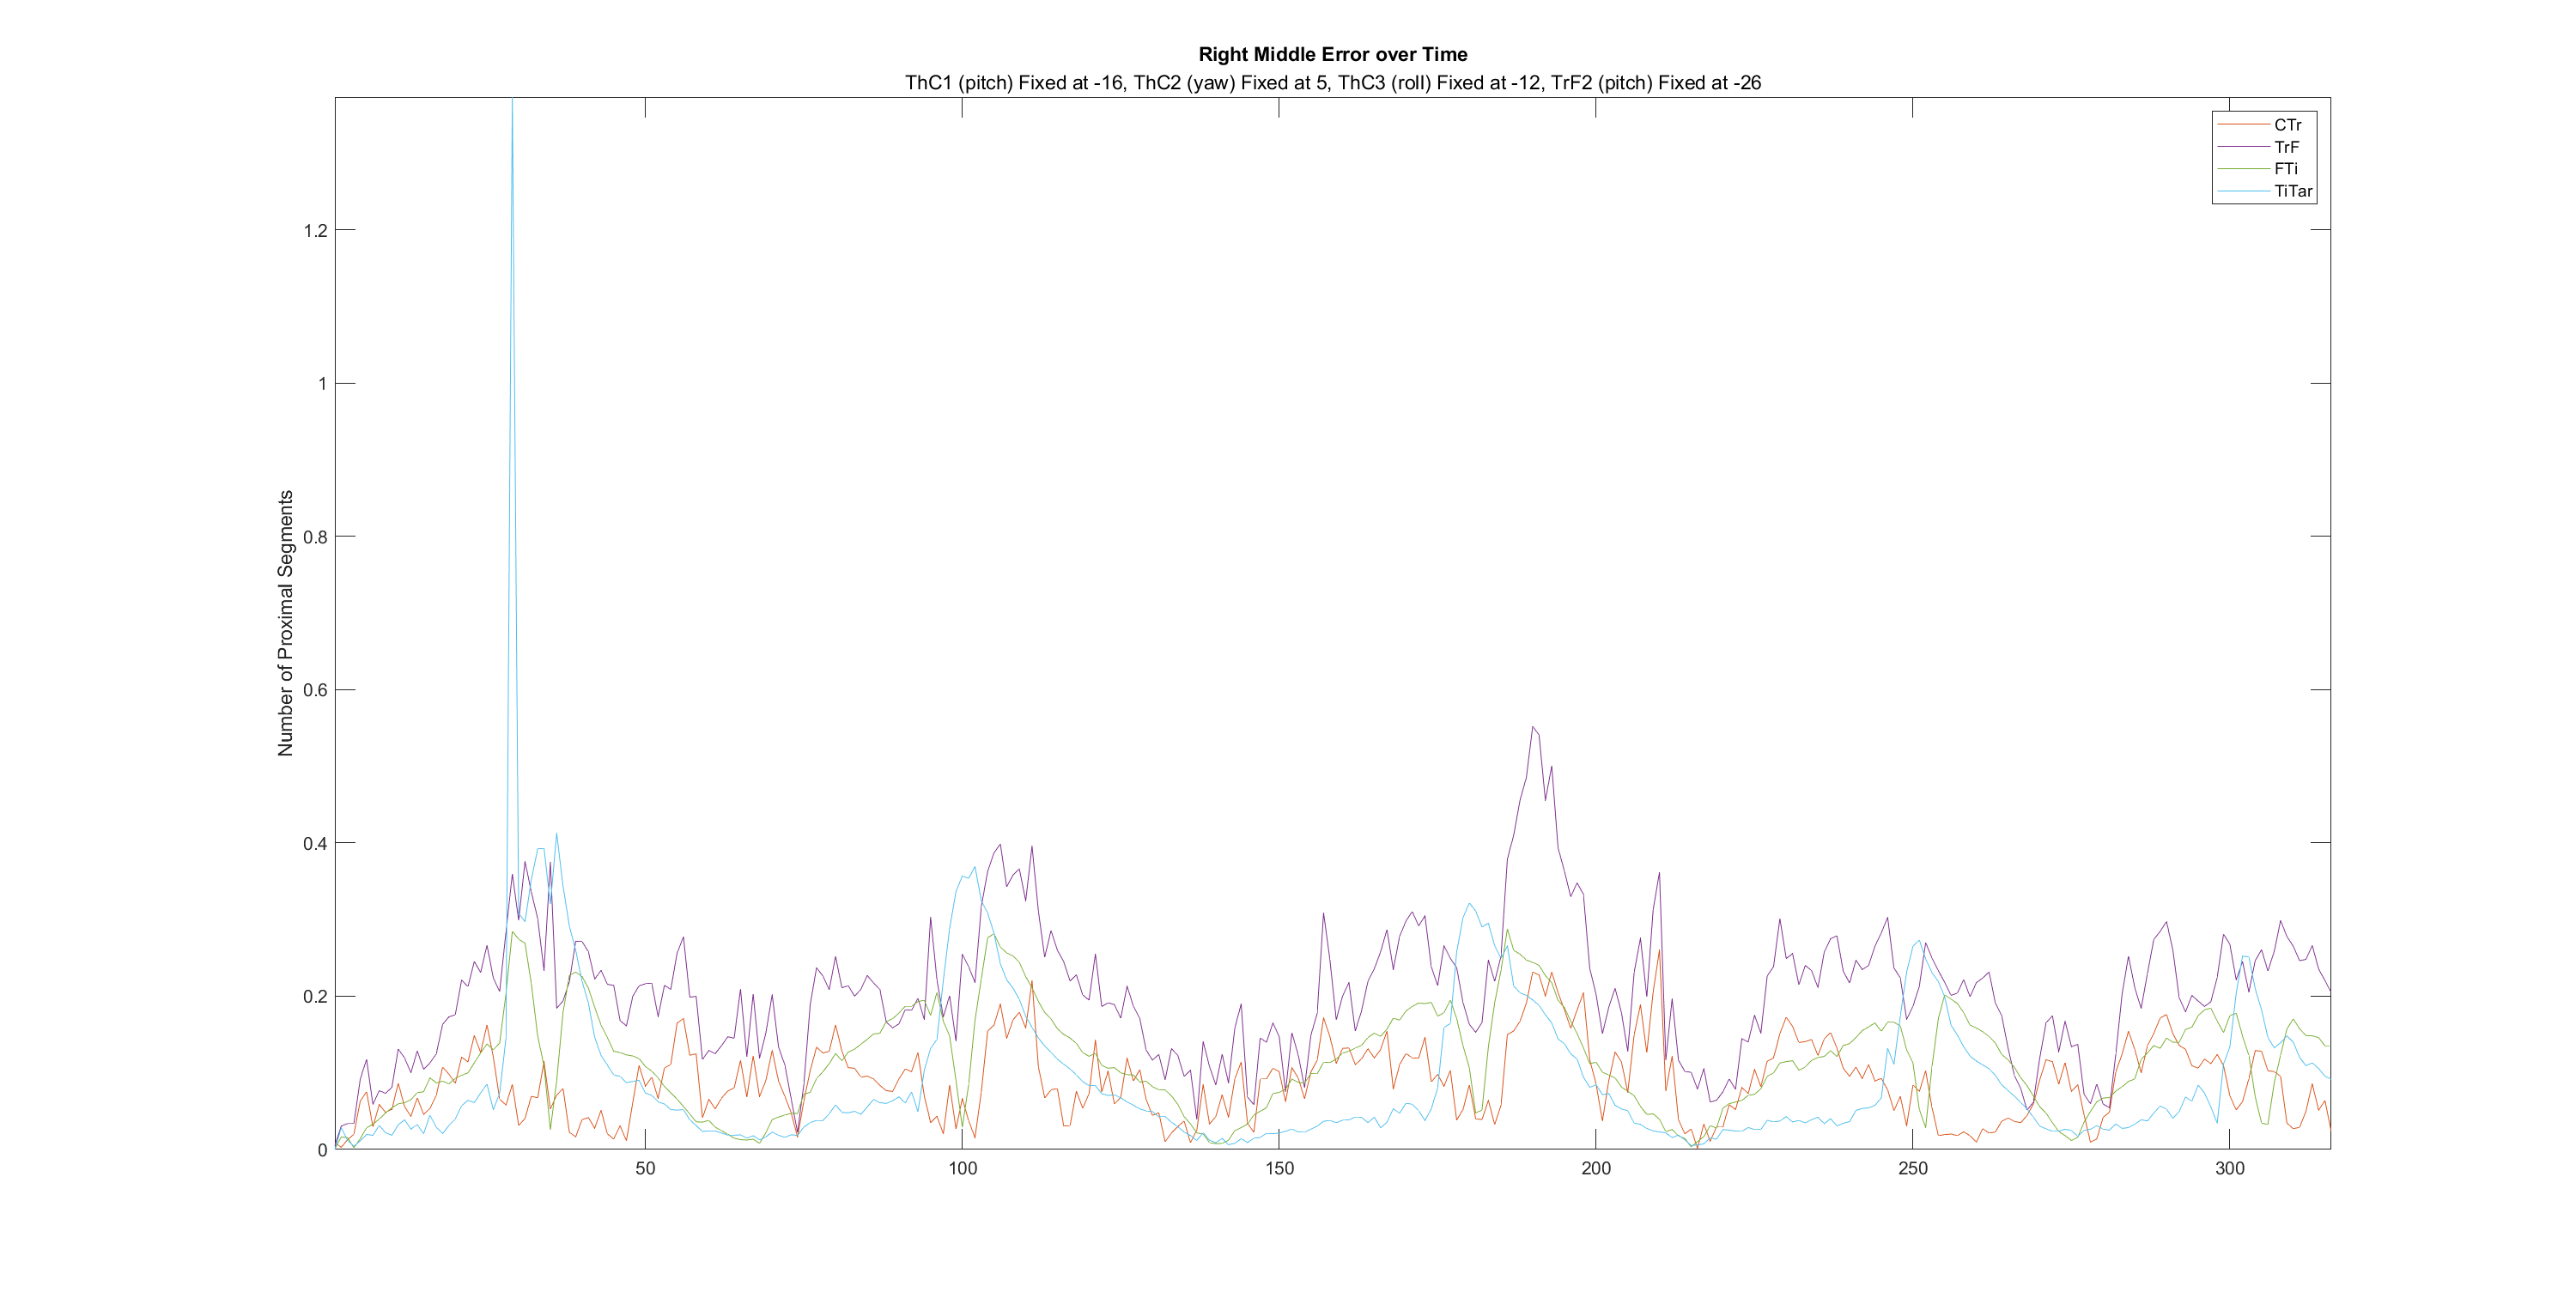 Right Middle Error over Time
ThC1 (pitch) Fixed at -16, ThC2 (yaw) Fixed at 5, ThC3 (roll) Fixed at -12, TrF2 (pitch) Fixed at -26
CTr
TrF
FTi
TiTar
Number of Proximal Segments
1.2
1
0.8
0.6
0.4
0.2
0
50
100
150
200
250
300